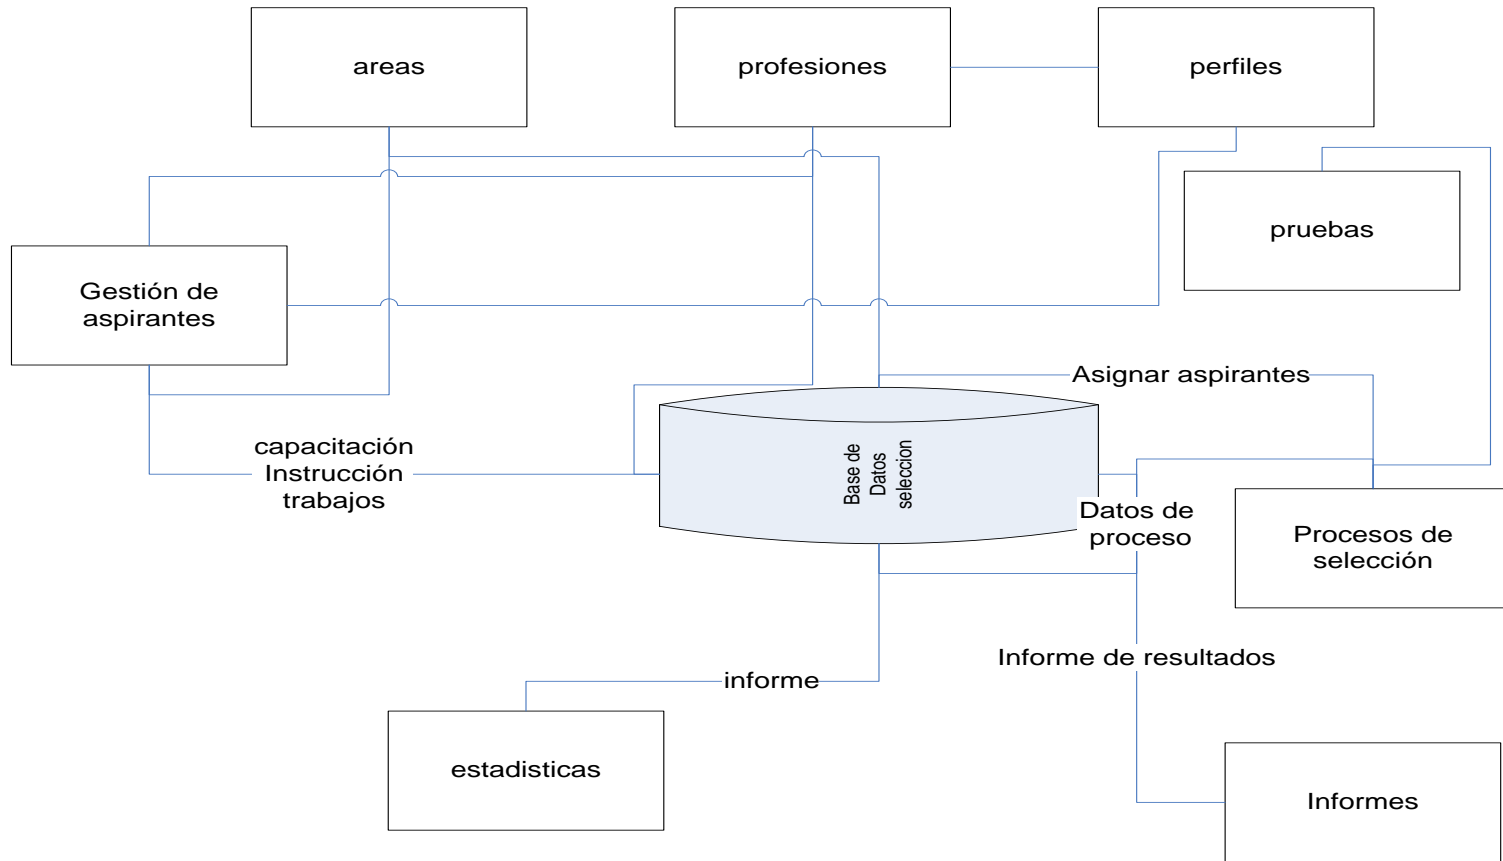 areas
profesiones
perfiles
pruebas
Gestión de
aspirantes
Asignar aspirantes
capacitación
Instrucción
trabajos
Base de
Datos
seleccion
Datos de
proceso
Procesos de
selección
Informe de resultados
informe
estadisticas
Informes